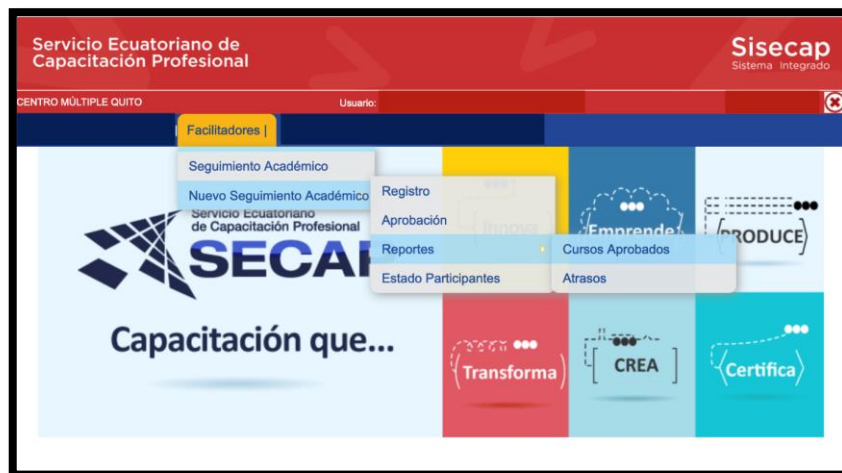 Servicio Ecuatoriano de
Capacitación Profesional
Sisecap
Sistema Integrado
CENTRO MÚLTIPLE QUITO
Usuario:
| Facilitadores |
Seguimiento Académico
Nuevo Seguimiento Académico
Registro
Aprobación
Reportes
Estado Participantes
Cursos Aprobados
Atrasos
Servicio Ecuatoriano
de Capacitación Profesional
SECAP
Capacitación que...
Innova
Emprende
PRODUCE
Transforma
CREA
Certifica